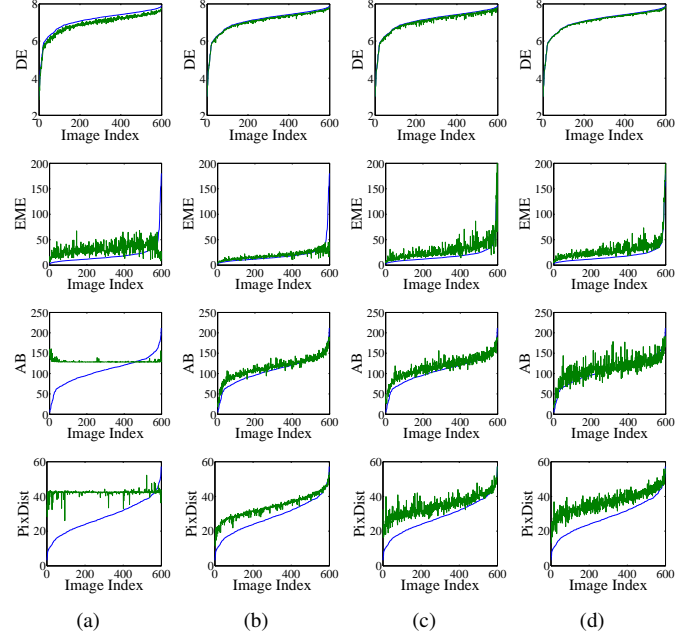 8 8 8 8
6 6 6 6
DE DE DE DE
4 4 4 4
2 2 2 2
0 200 400 600 0 200 400 600 0 200 400 600 0 200 400 600
Image Index Image Index Image Index Image Index
200 200 200 200
150 150 150 150
EME EME EME EME
100 100 100 100
50 50 50 50
0 0 0 0
0 200 400 600 0 200 400 600 0 200 400 600 0 200 400 600
Image Index Image Index Image Index Image Index
250 250 250 250
200 200 200 200
150 150 150 150
AB AB AB AB
100 100 100 100
50 50 50 50
0 0 0 0
0 200 400 600 0 200 400 600 0 200 400 600 0 200 400 600
Image Index Image Index Image Index Image Index
60 60 60 60
40 40 40 40
PixDist PixDist PixDist PixDist
20 20 20 20
0 0 0 0
0 200 400 600 0 200 400 600 0 200 400 600 0 200 400 600
Image Index Image Index Image Index Image Index
(a) (b) (c) (d)